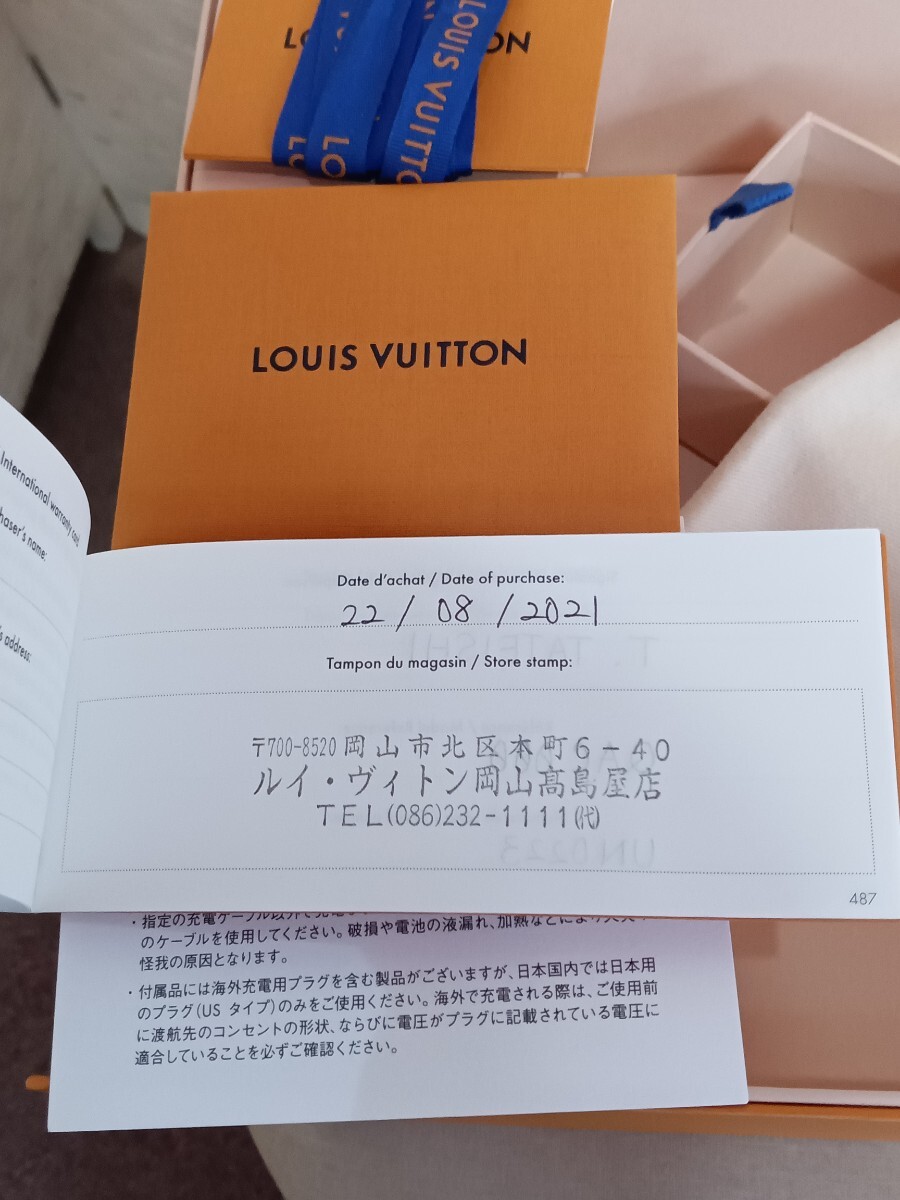 LOUIS VUITTON
LOUIS VUITTON
International warranty card
Date d'achat / Date of purchase:
22 / 08 / 2021
Tampon du magasin / Store stamp:
〒700-8520 岡山市北区本町6-40
ルイ・ヴィトン岡山髙島屋店
TEL(086)232-1111㈹
487
のケーブルを使用してください。破損や電池の液漏れ、加熱などにより
怪我の原因となります。
・付属品には海外充電用プラグを含む製品がございますが、日本国内では日本用
のプラグ(US タイプ)のみをご使用ください。海外で充電される際は、ご使用前
に渡航先のコンセントの形状、ならびに電圧がプラグに記載されている電圧に
適合していることを必ずご確認ください。